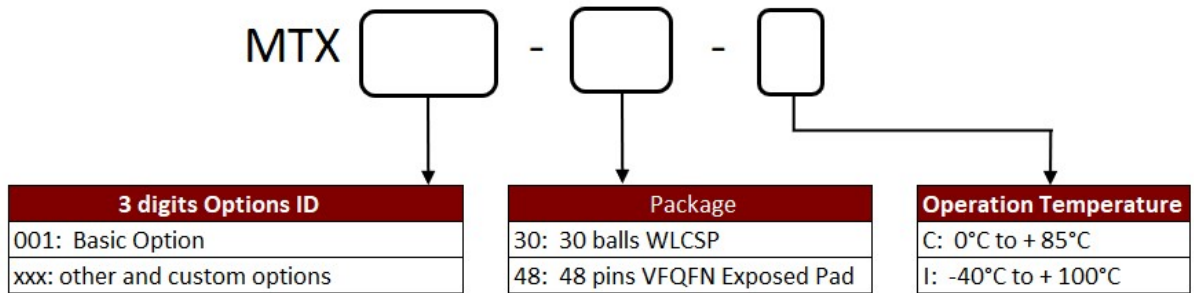 MTX - -
3 digits Options ID
001: Basic Option
xxx: other and custom options
Package
30: 30 balls WLCSP
48: 48 pins VFQFN Exposed Pad
Operation Temperature
C: 0°C to + 85°C
I: -40°C to + 100°C